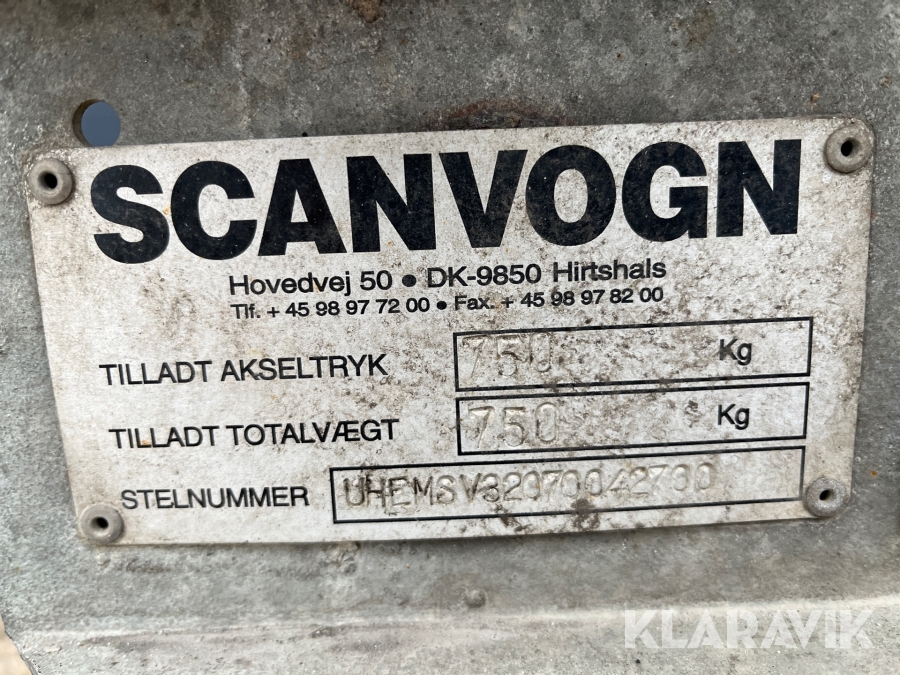 SCANVOGN
Hovedvej 50 • DK-9850 Hirtshals
Tlf. + 45 98 97 72 00 • Fax. + 45 98 97 82 00
TILLADT AKSELTRYK 750 Kg
TILLADT TOTALVÆGT 750 Kg
STELNUMMER UHEMSV32070042700
KLARAVIK